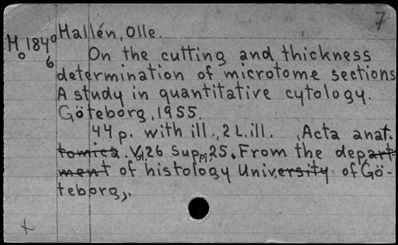 7
Hallén, Olle.
H 1840
o 6
On the cutting and thickness
determination of microtome sections
A study in quantitative cytology.
Göteborg, 1955.
44 p. with ill., 2 L. ill. Acta anat.
tomica. V. 26 Sup. 25. From the depart-
ment of histology University of Gö-
teborg,.
x